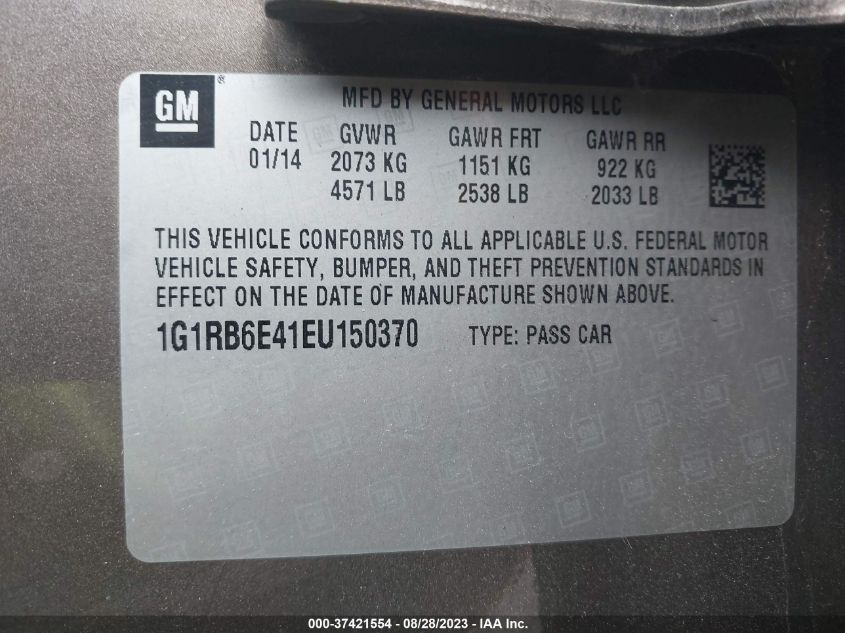 GM
®
MFD BY GENERAL MOTORS LLC
DATE GVWR GAWR FRT GAWR RR
01/14 2073 KG 1151 KG 922 KG
4571 LB 2538 LB 2033 LB
THIS VEHICLE CONFORMS TO ALL APPLICABLE U.S. FEDERAL MOTOR
VEHICLE SAFETY, BUMPER, AND THEFT PREVENTION STANDARDS IN
EFFECT ON THE DATE OF MANUFACTURE SHOWN ABOVE.
1G1RB6E41EU150370 TYPE: PASS CAR
000-37421554 - 08/28/2023 - IAA Inc.